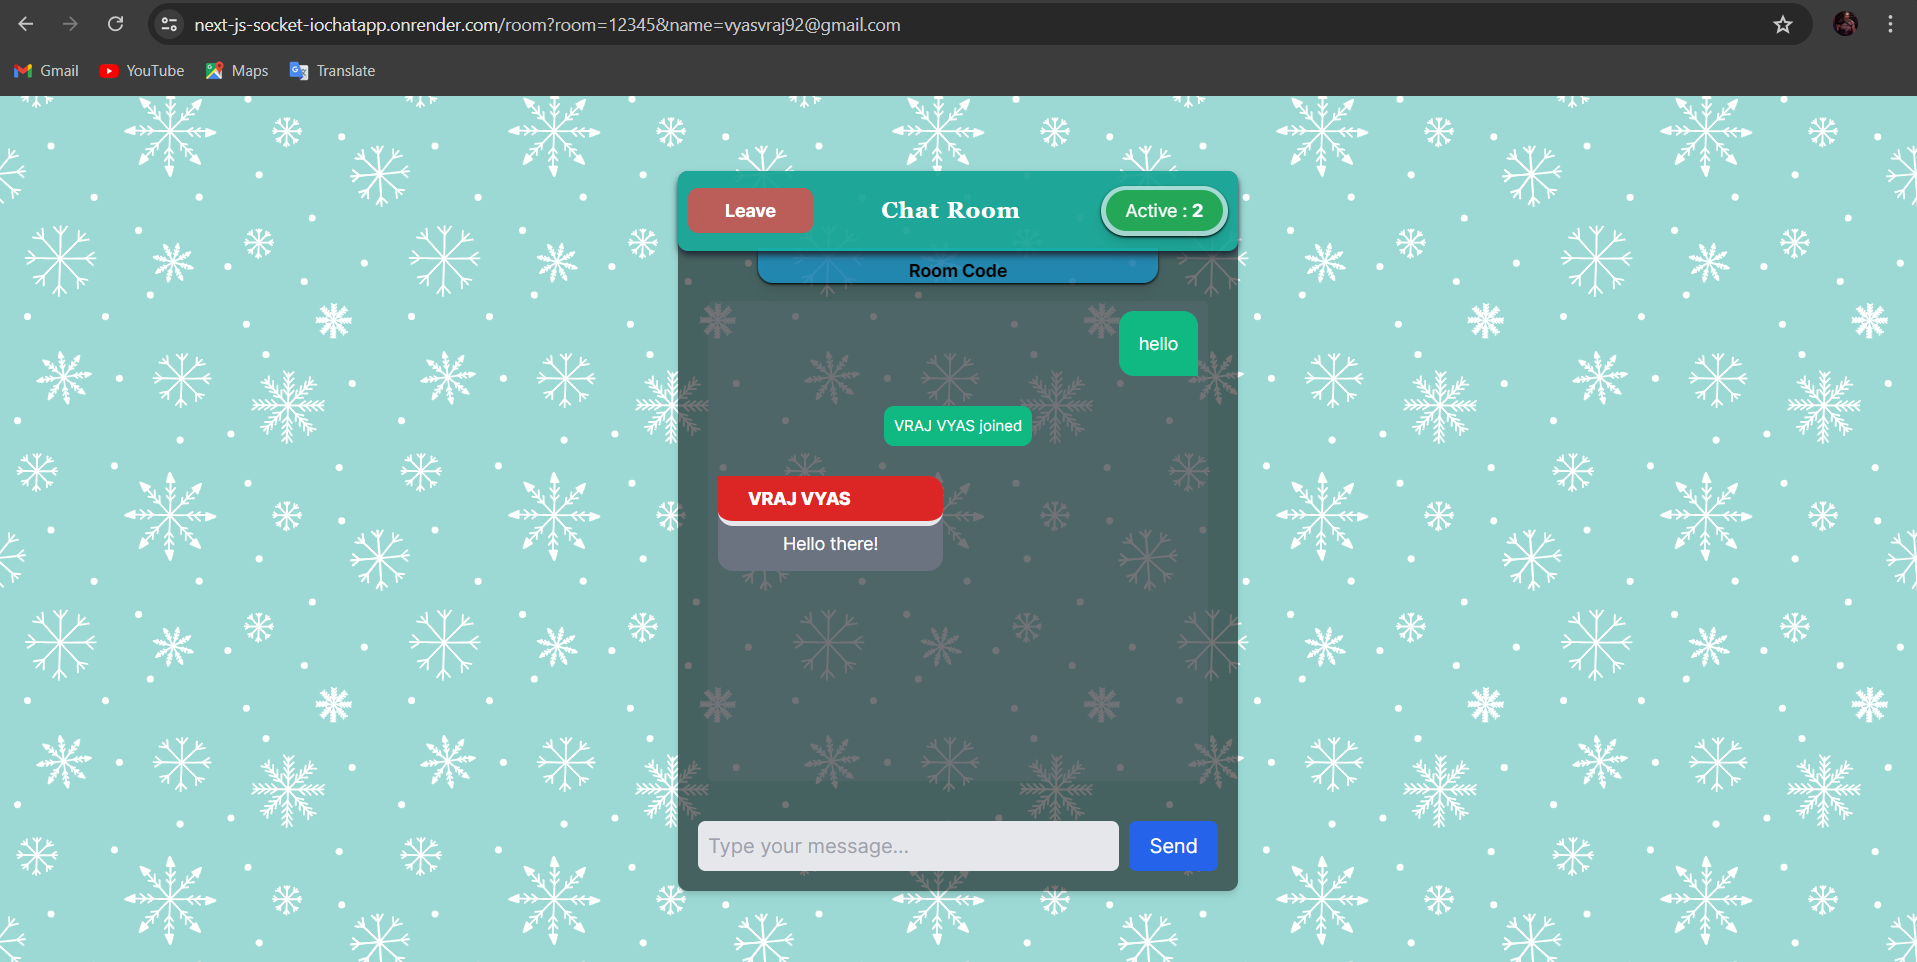 next-js-socket-iochatapp.onrender.com/room?room=12345&name=vyasvraj92@gmail.com
Gmail YouTube Maps Translate
Leave Chat Room Active : 2
Room Code
hello
VRAJ VYAS joined
VRAJ VYAS
Hello there!
Type your message... Send